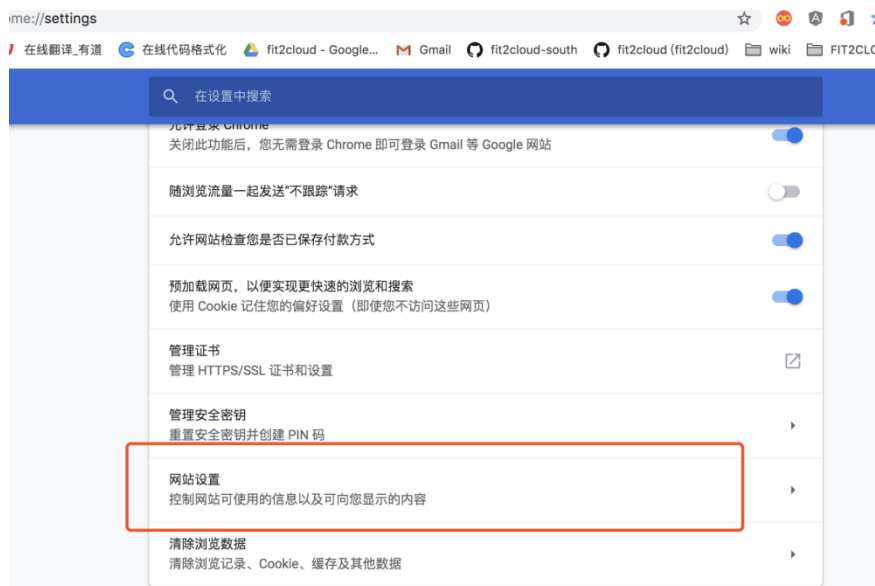 ome://settings
在线翻译_有道 在线代码格式化 fit2cloud - Google... Gmail fit2cloud-south fit2cloud (fit2cloud) wiki FIT2CLO
在设置中搜索
允许登录 Chrome
关闭此功能后，您无需登录 Chrome 即可登录 Gmail 等 Google 网站
随浏览流量一起发送“不跟踪”请求
允许网站检查您是否已保存付款方式
预加载网页，以便实现更快速的浏览和搜索
使用 Cookie 记住您的偏好设置（即使您不访问这些网页）
管理证书
管理 HTTPS/SSL 证书和设置
管理安全密钥
重置安全密钥并创建 PIN 码
网站设置
控制网站可使用的信息以及可向您显示的内容
清除浏览数据
清除浏览记录、Cookie、缓存及其他数据